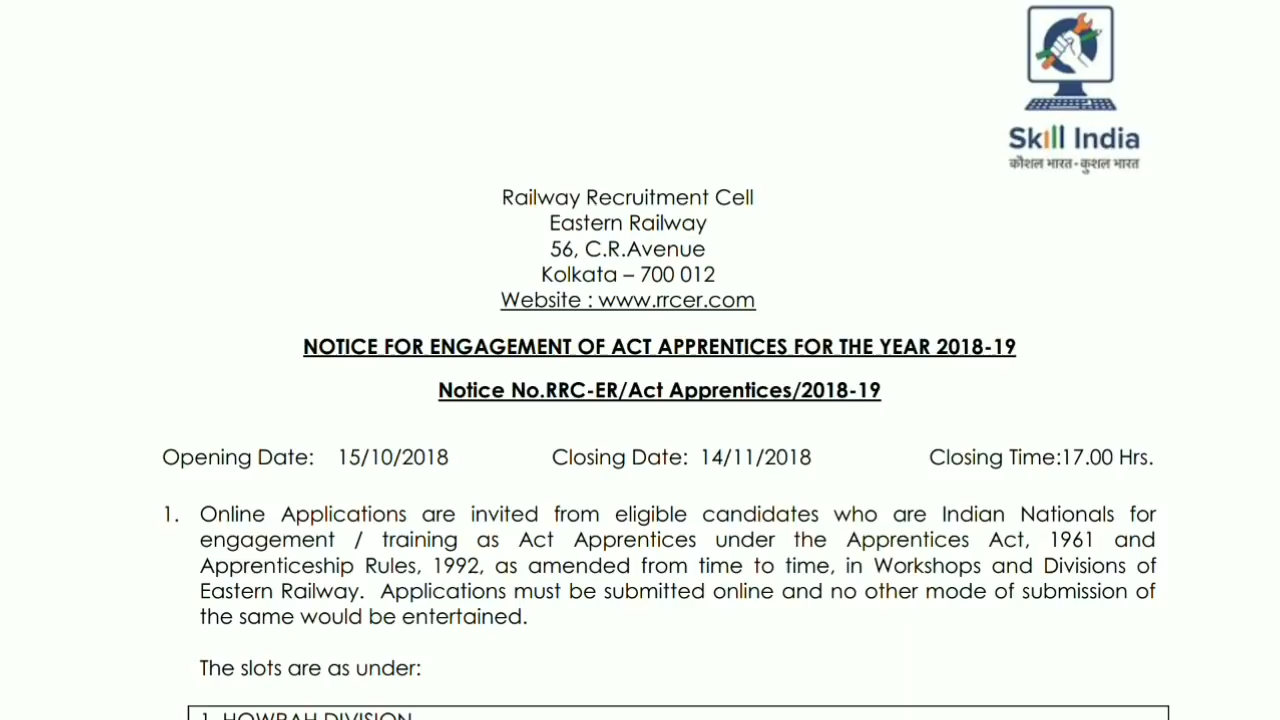 Skill India
कौशल भारत - कुशल भारत
Railway Recruitment Cell
Eastern Railway
56, C.R.Avenue
Kolkata – 700 012
Website : www.rrcer.com
NOTICE FOR ENGAGEMENT OF ACT APPRENTICES FOR THE YEAR 2018-19
Notice No.RRC-ER/Act Apprentices/2018-19
Opening Date: 15/10/2018 Closing Date: 14/11/2018 Closing Time:17.00 Hrs.
1. Online Applications are invited from eligible candidates who are Indian Nationals for
engagement / training as Act Apprentices under the Apprentices Act, 1961 and
Apprenticeship Rules, 1992, as amended from time to time, in Workshops and Divisions of
Eastern Railway. Applications must be submitted online and no other mode of submission of
the same would be entertained.
The slots are as under:
1. HOWRAH DIVISION